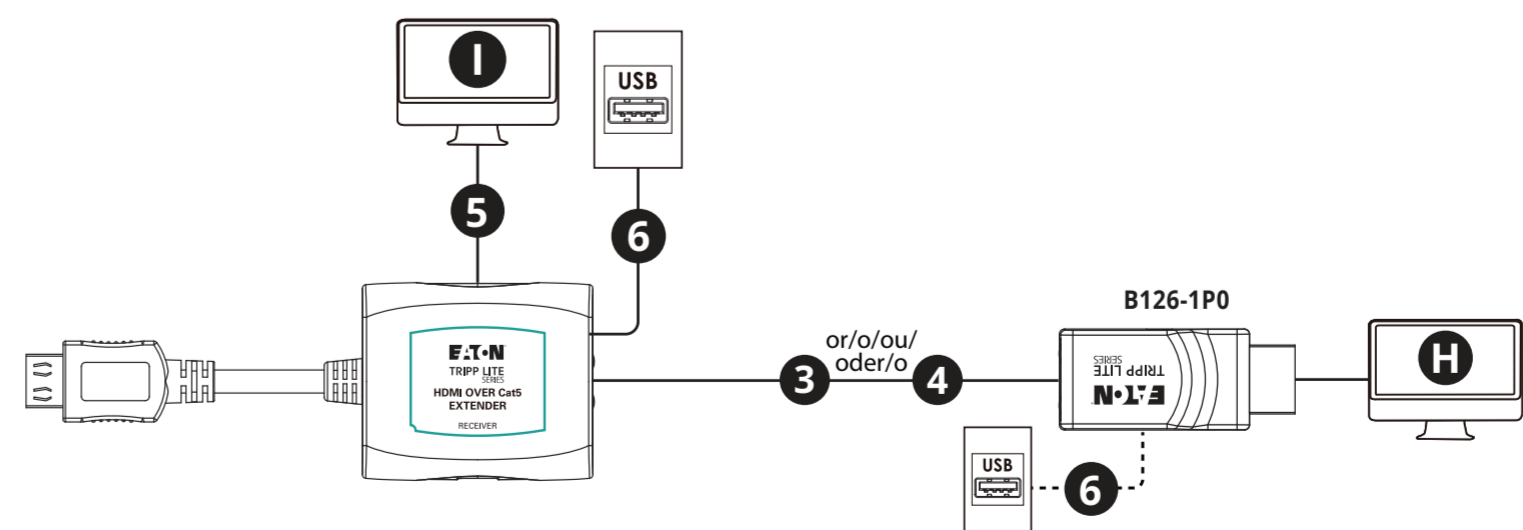 I
USB
5
6
EATON
TRIPP LITE
SERIES
HDMI OVER Cat5
EXTENDER
RECEIVER
3
or/o/ou/
oder/o
4
B126-1P0
EATON
TRIPP LITE
SERIES
H
USB
6